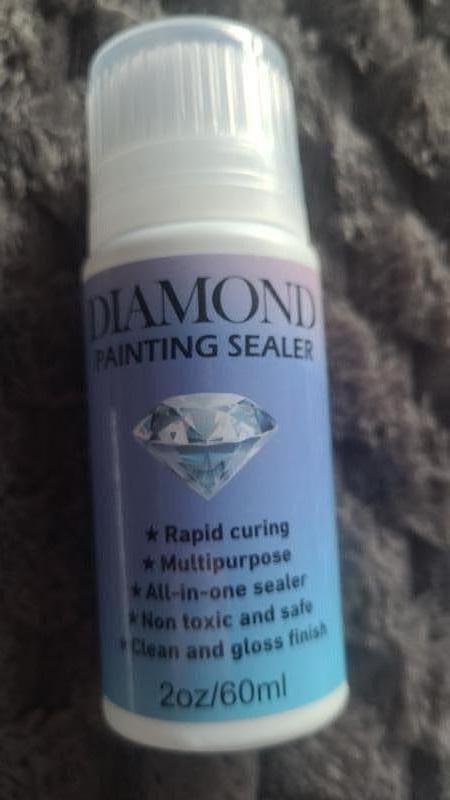 DIAMOND
PAINTING SEALER
★ Rapid curing
★ Multipurpose
★ All-in-one sealer
★ Non toxic and safe
★ Clean and gloss finish
2oz/60ml